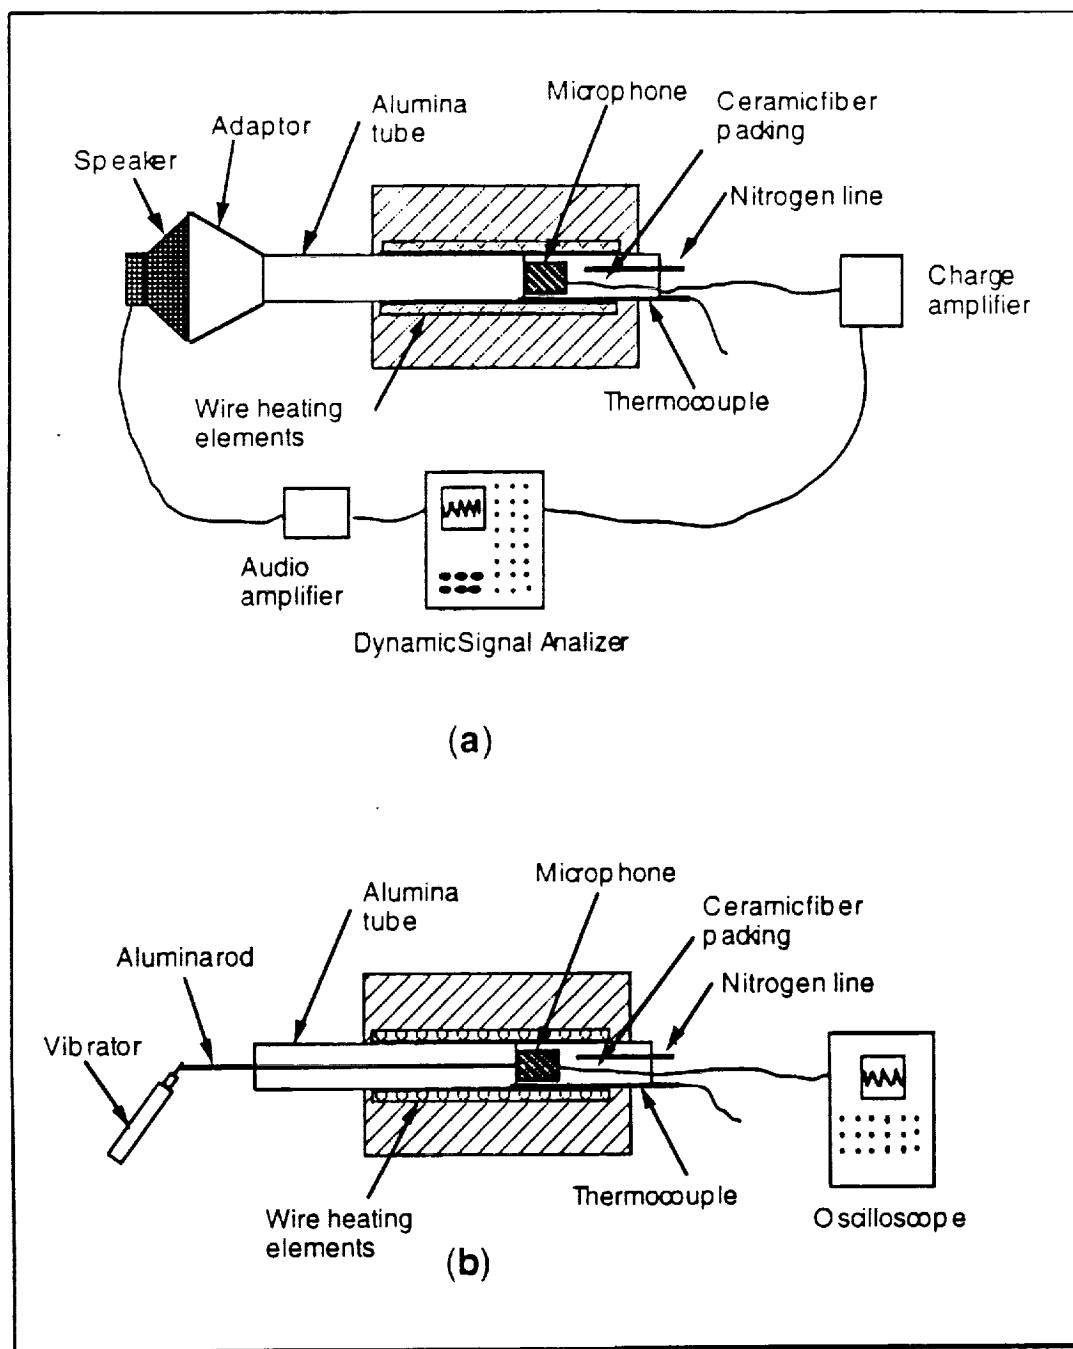 Microphone
Ceramicfiber
packing
Alumina
tube
Adaptor
Speaker
Nitrogen line
Charge
amplifier
Thermocouple
Wire heating
elements
Audio
amplifier
DynamicSignal Analizer
(a)
Microphone
Ceramicfiber
packing
Alumina
tube
Aluminarod
Nitrogen line
Vibrator
Thermocouple
Oscilloscope
Wire heating
elements
(b)